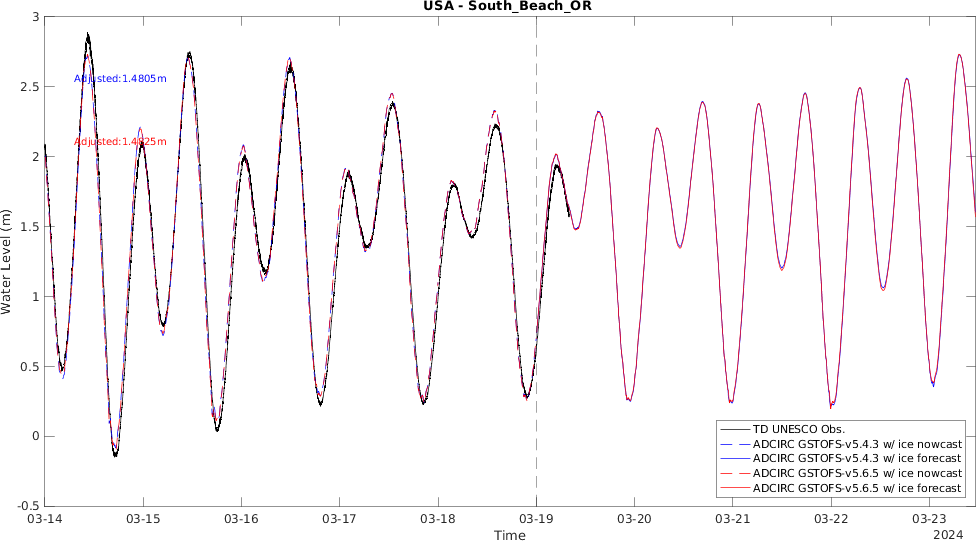 USA - South_Beach_OR
Water Level (m)
3
2.5
2
1.5
1
0.5
0
-0.5
Adjusted:1.4805m
Adjusted:1.4825m
TD UNESCO Obs.
ADCIRC GSTOFS-v5.4.3 w/ ice nowcast
ADCIRC GSTOFS-v5.4.3 w/ ice forecast
ADCIRC GSTOFS-v5.6.5 w/ ice nowcast
ADCIRC GSTOFS-v5.6.5 w/ ice forecast
03-14 03-15 03-16 03-17 03-18 03-19 03-20 03-21 03-22 03-23
Time
2024